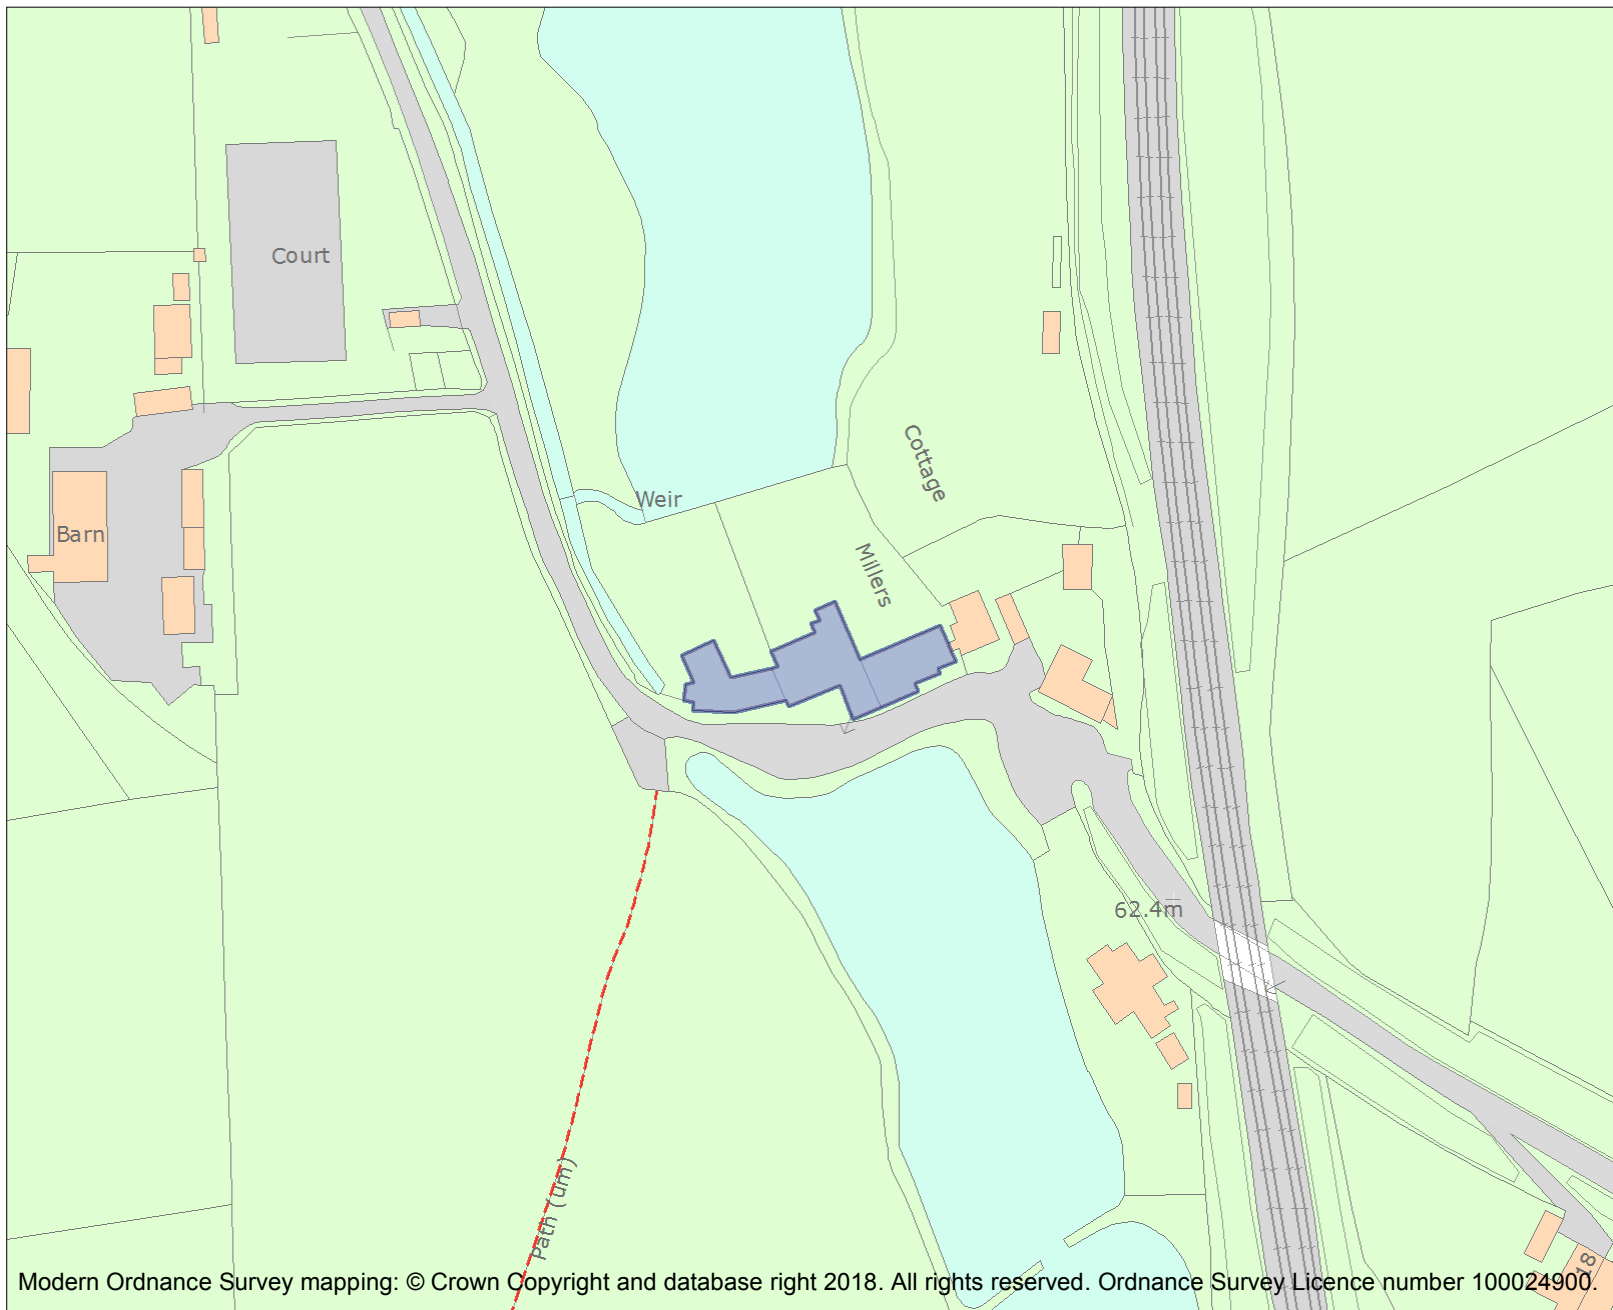 Court
Cottage
Weir
Barn
Millers
62.4m
Path (um)
18
Modern Ordnance Survey mapping: © Crown Copyright and database right 2018. All rights reserved. Ordnance Survey Licence number 100024900.